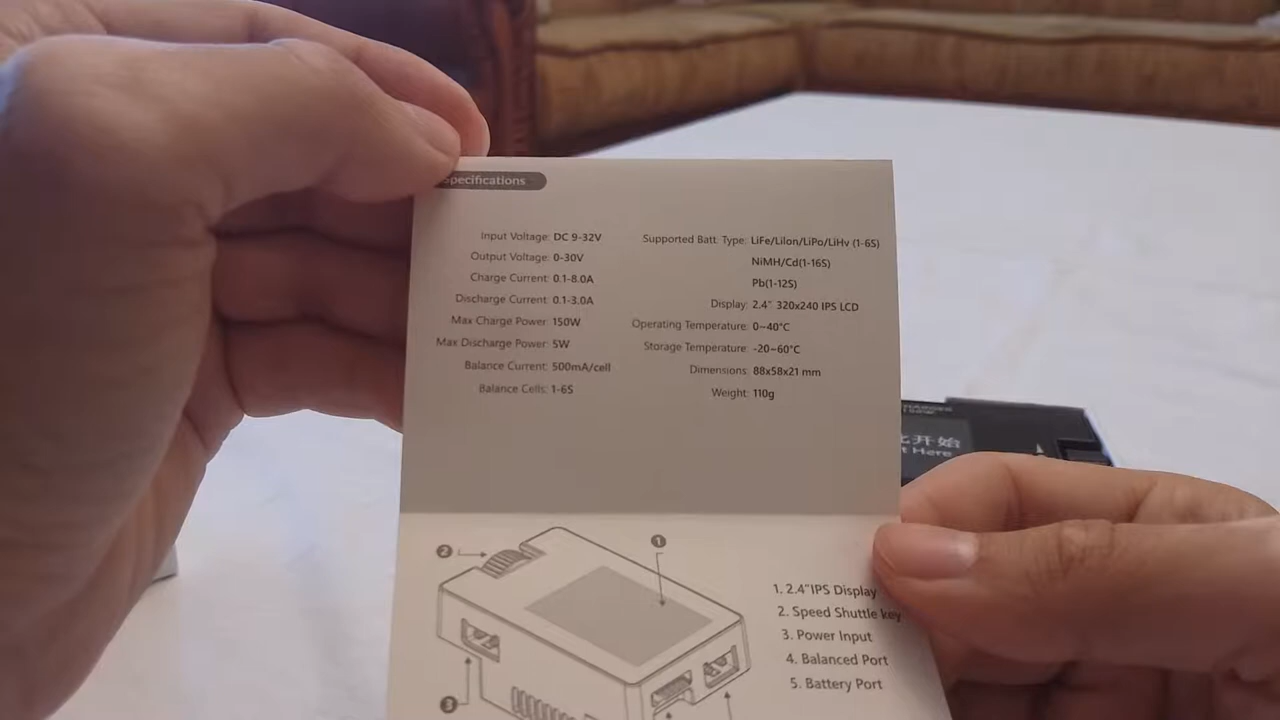 Specifications
Input Voltage: DC 9-32V
Output Voltage: 0-30V
Charge Current: 0.1-8.0A
Discharge Current: 0.1-3.0A
Max Charge Power: 150W
Max Discharge Power: 5W
Balance Current: 500mA/cell
Balance Cells: 1-6S
Supported Batt. Type: LiFe/LiIon/LiPo/LiHv (1-6S)
NiMH/Cd(1-16S)
Pb(1-12S)
Display: 2.4" 320x240 IPS LCD
Operating Temperature: 0~40°C
Storage Temperature: -20~60°C
Dimensions: 88x58x21 mm
Weight: 110g
开始
Here
2
1
3
1. 2.4"IPS Display
2. Speed Shuttle key
3. Power Input
4. Balanced Port
5. Battery Port